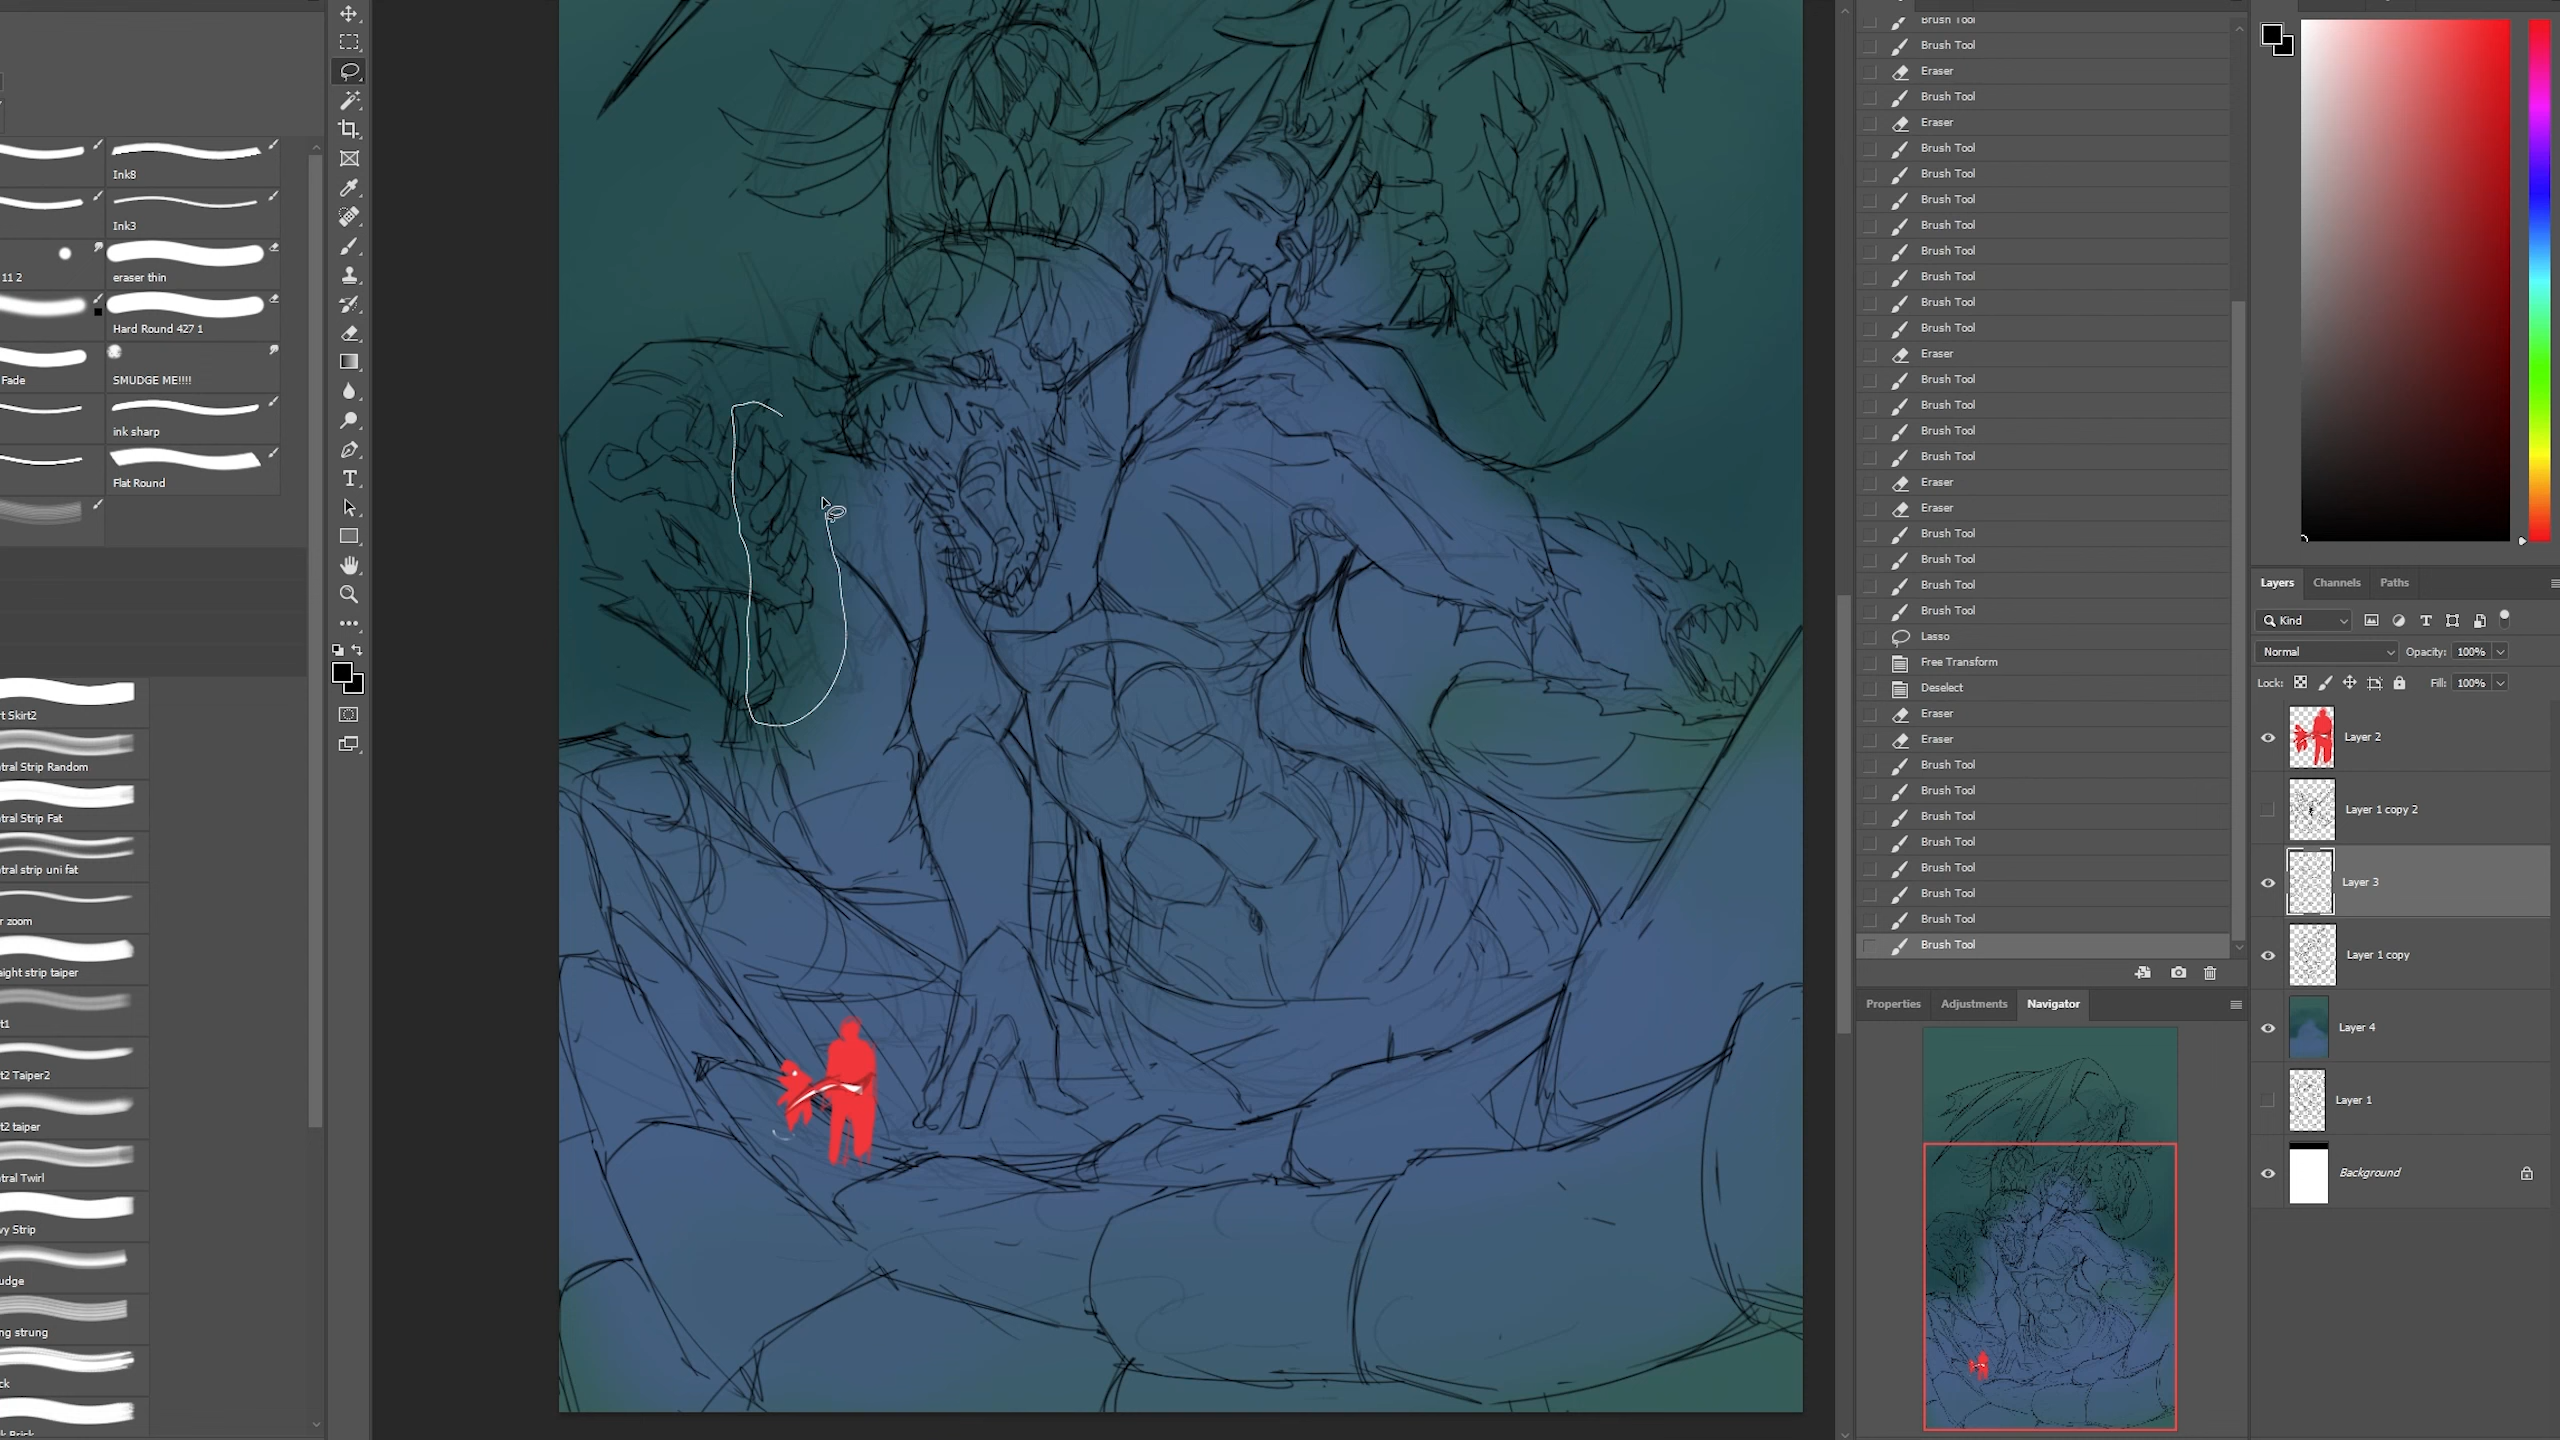 Ink8
Ink3
11 2
eraser thin
Hard Round 427 1
Fade
SMUDGE ME!!!!
ink sharp
Flat Round
t Skirt2
tral Strip Random
tral Strip Fat
tral strip uni fat
r zoom
aight strip taiper
t1
t2 Taiper2
t2 taiper
tral Twirl
vy Strip
udge
ng strung
ck
Brush Tool
Brush Tool
Eraser
Brush Tool
Eraser
Brush Tool
Brush Tool
Brush Tool
Brush Tool
Brush Tool
Brush Tool
Brush Tool
Brush Tool
Eraser
Brush Tool
Brush Tool
Brush Tool
Brush Tool
Eraser
Eraser
Brush Tool
Brush Tool
Brush Tool
Brush Tool
Lasso
Free Transform
Deselect
Eraser
Eraser
Brush Tool
Brush Tool
Brush Tool
Brush Tool
Brush Tool
Brush Tool
Brush Tool
Brush Tool
Properties Adjustments Navigator
Layers Channels Paths
Kind
Normal Opacity: 100%
Lock: Fill: 100%
Layer 2
Layer 1 copy 2
Layer 3
Layer 1 copy
Layer 4
Layer 1
Background